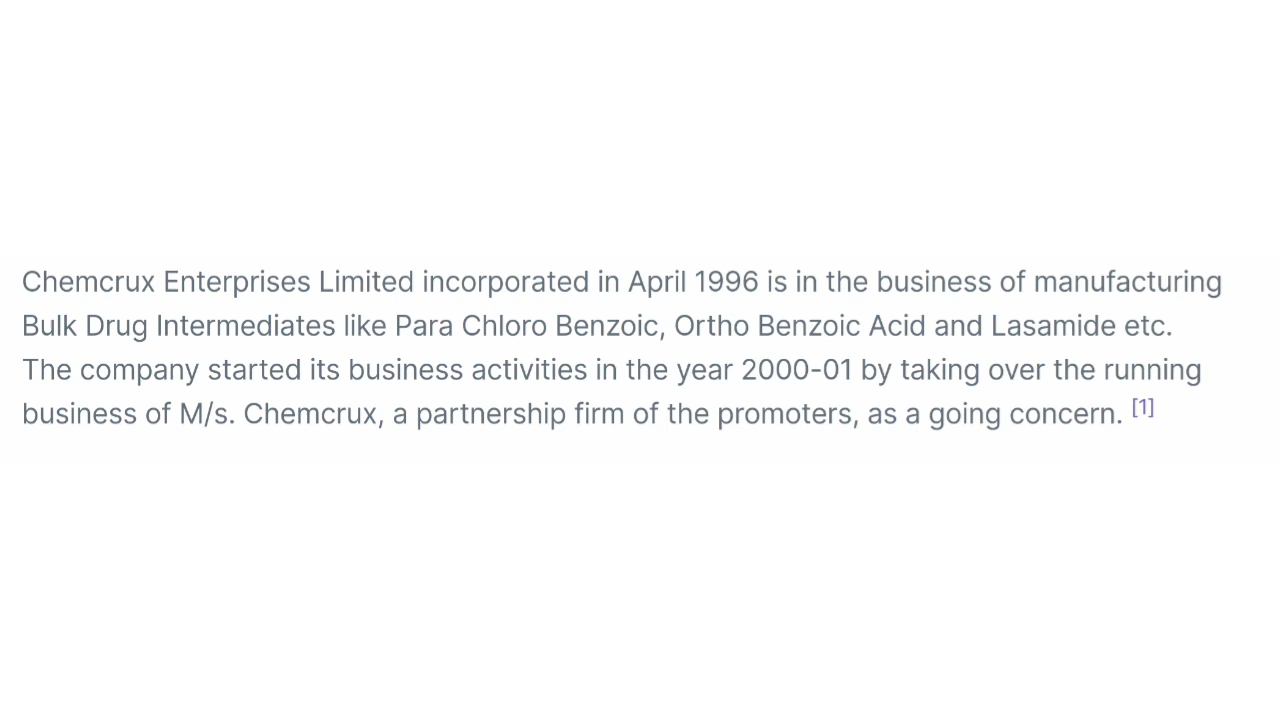 Chemcrux Enterprises Limited incorporated in April 1996 is in the business of manufacturing
Bulk Drug Intermediates like Para Chloro Benzoic, Ortho Benzoic Acid and Lasamide etc.
The company started its business activities in the year 2000-01 by taking over the running
business of M/s. Chemcrux, a partnership firm of the promoters, as a going concern. [1]